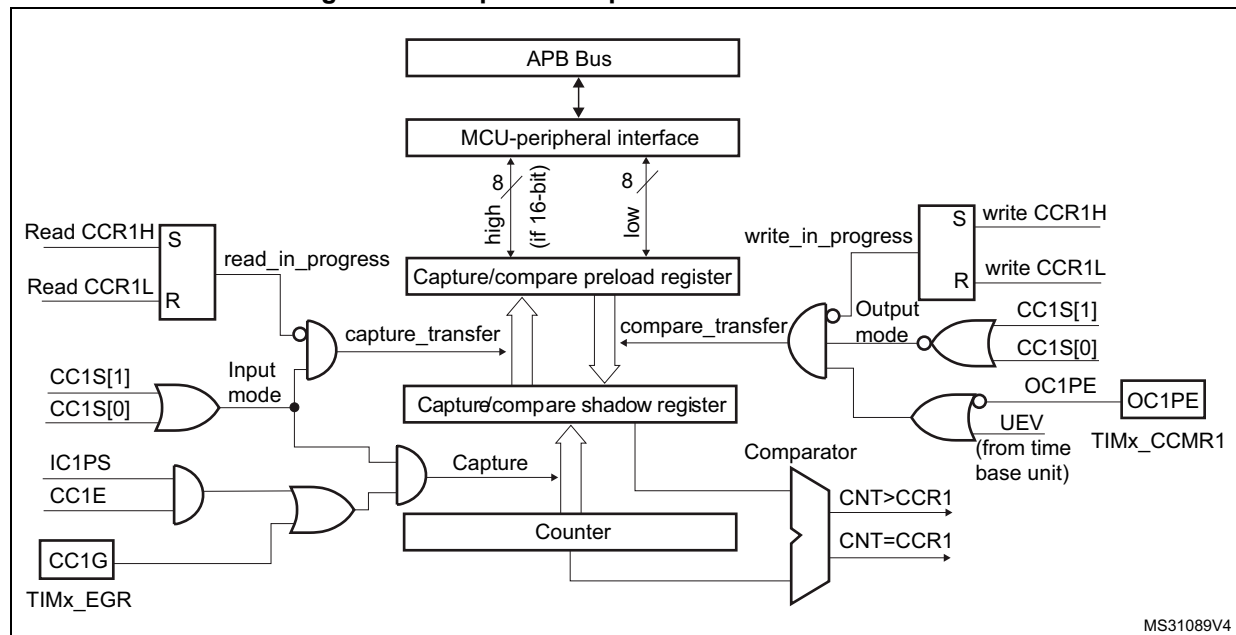 APB Bus
MCU-peripheral interface
8
high
(if 16-bit)
8
low
Read CCR1H
S
Read CCR1L
R
read_in_progress
write_in_progress
S
write CCR1H
R
write CCR1L
Capture/compare preload register
capture_transfer
compare_transfer
Output
mode
CC1S[1]
CC1S[0]
CC1S[1]
CC1S[0]
Input
mode
Capture/compare shadow register
OC1PE
OC1PE
UEV
(from time
base unit)
TIMx_CCMR1
IC1PS
CC1E
Capture
Comparator
CNT>CCR1
CNT=CCR1
Counter
CC1G
TIMx_EGR
MS31089V4